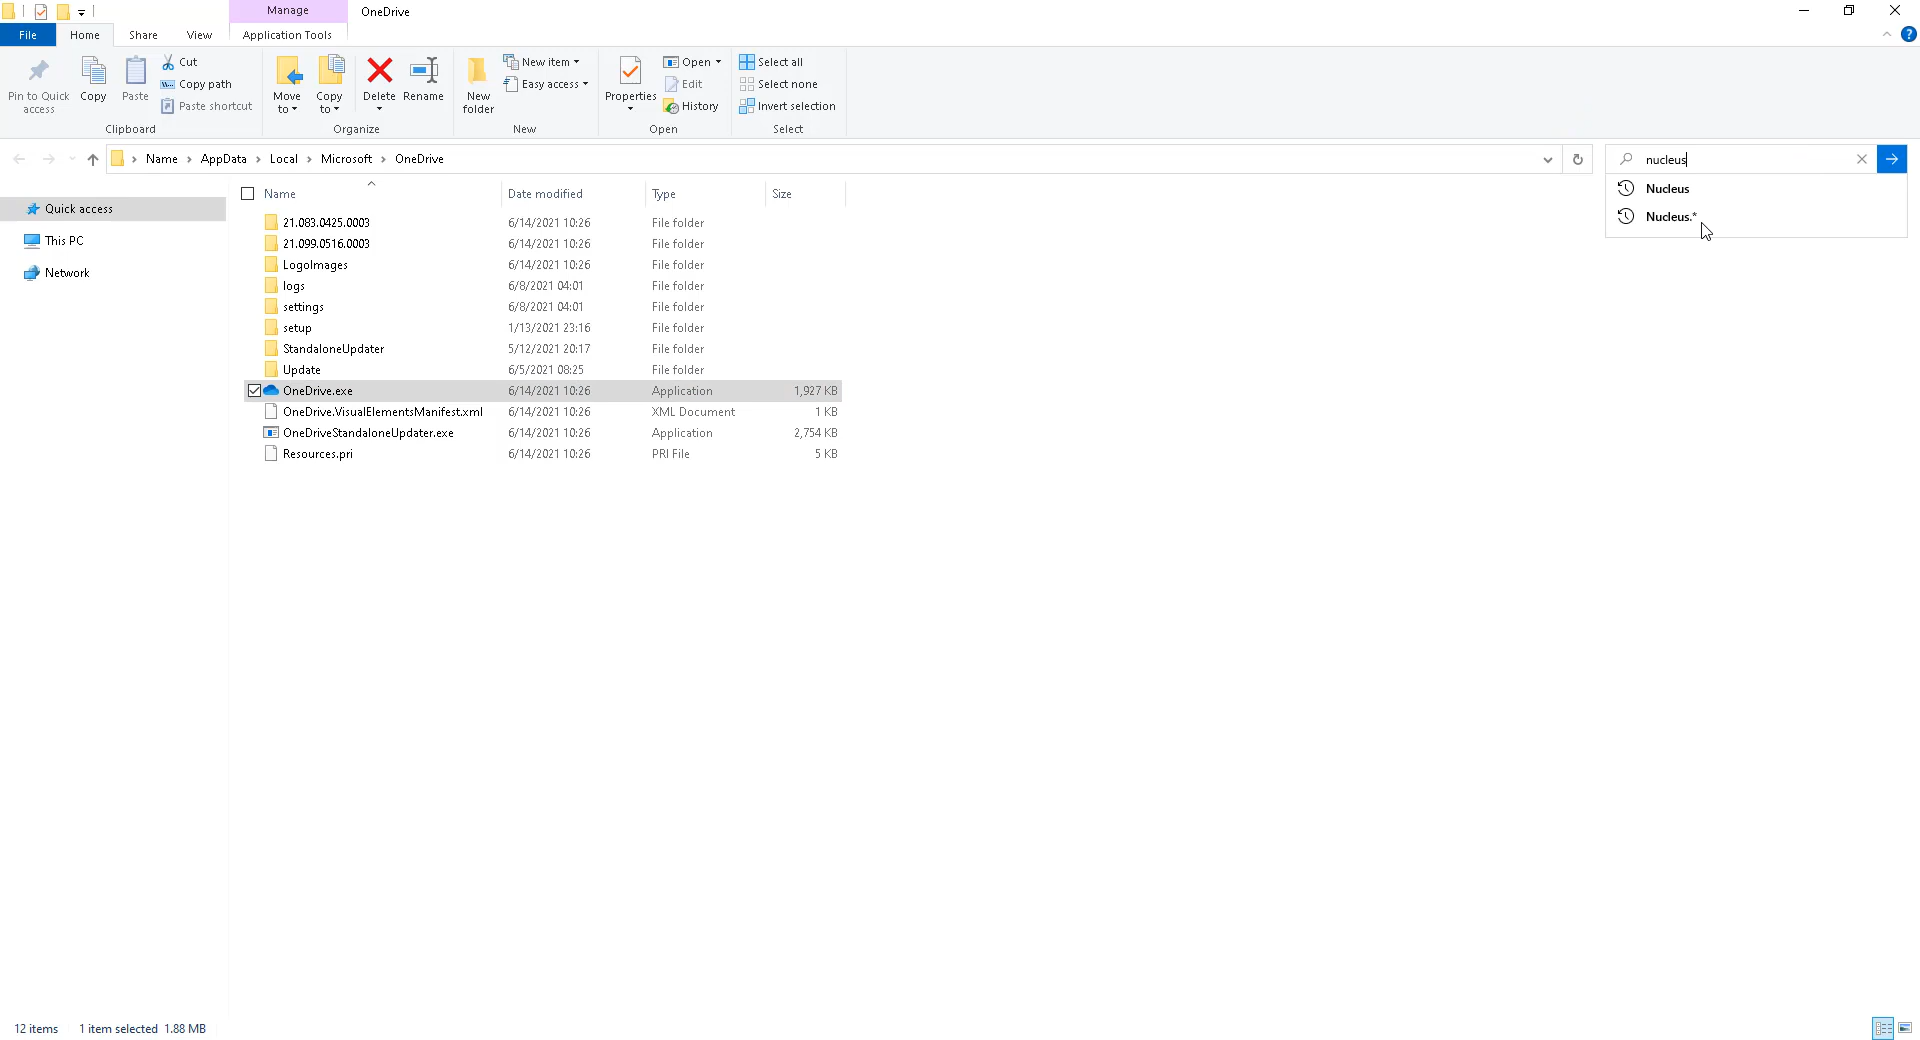 Manage
OneDrive
File
Home
Share
View
Application Tools
Pin to Quick access
Copy
Paste
Cut
Copy path
Paste shortcut
Clipboard
Move to
Copy to
Delete
Rename
Organize
New folder
New item
Easy access
New
Properties
Open
Edit
History
Open
Select all
Select none
Invert selection
Select
Name > AppData > Local > Microsoft > OneDrive
nucleus
Nucleus
Nucleus.*
Quick access
This PC
Network
Name Date modified Type Size
21.083.0425.0003 6/14/2021 10:26 File folder
21.099.0516.0003 6/14/2021 10:26 File folder
LogoImages 6/14/2021 10:26 File folder
logs 6/8/2021 04:01 File folder
settings 6/8/2021 04:01 File folder
setup 1/13/2021 23:16 File folder
StandaloneUpdater 5/12/2021 20:17 File folder
Update 6/5/2021 08:25 File folder
OneDrive.exe 6/14/2021 10:26 Application 1,927 KB
OneDrive.VisualElementsManifest.xml 6/14/2021 10:26 XML Document 1 KB
OneDriveStandaloneUpdater.exe 6/14/2021 10:26 Application 2,754 KB
Resources.pri 6/14/2021 10:26 PRI File 5 KB
12 items 1 item selected 1.88 MB